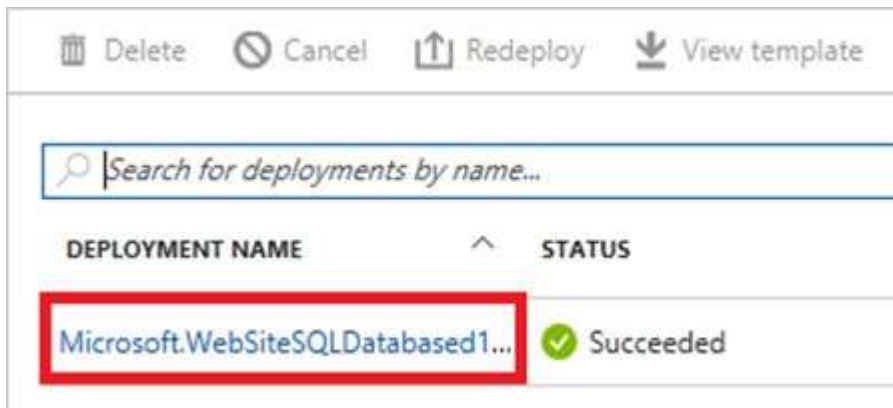 Delete Cancel Redeploy View template
Search for deployments by name...
DEPLOYMENT NAME STATUS
Microsoft.WebSiteSQLDatabased1... Succeeded